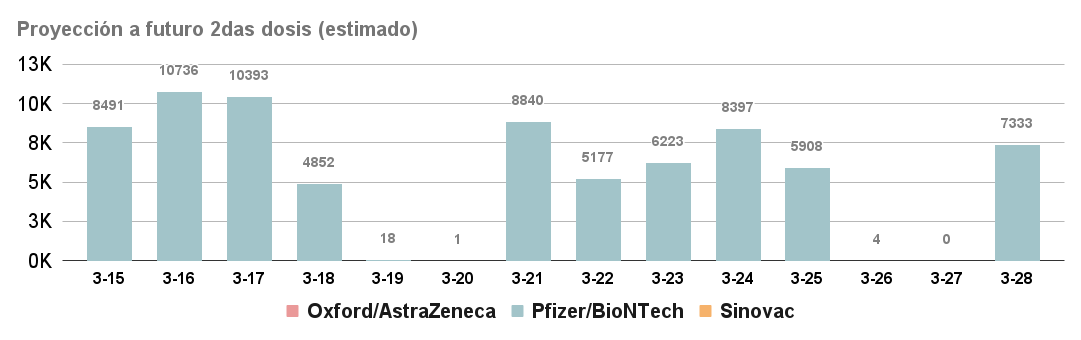 Proyección a futuro 2das dosis (estimado)
13K
10K
8K
5K
3K
0K
8491
10736
10393
4852
18
1
8840
5177
6223
8397
5908
4
0
7333
3-15 3-16 3-17 3-18 3-19 3-20 3-21 3-22 3-23 3-24 3-25 3-26 3-27 3-28
Oxford/AstraZeneca Pfizer/BioNTech Sinovac